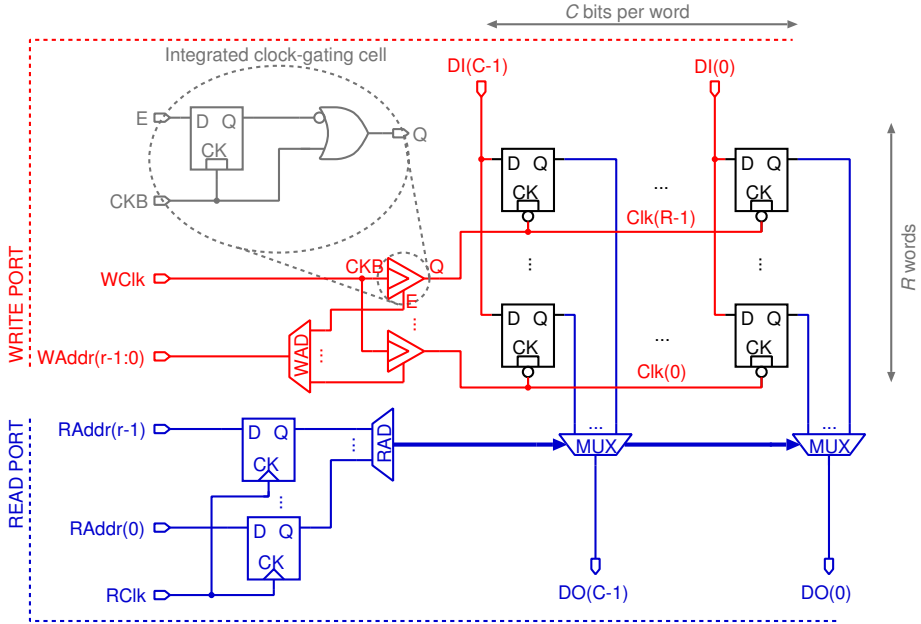 C bits per word
Integrated clock-gating cell
DI(C-1)
DI(0)
E
D Q
CK
Q
CKB
D Q
CK
...
D Q
CK
Clk(R-1)
R words
WRITE PORT
WClk
CKB
Q
E
...
...
...
WAddr(r-1:0)
WAD
...
D Q
CK
...
D Q
CK
Clk(0)
READ PORT
RAddr(r-1)
D Q
CK
...
RAD
...
MUX
...
MUX
...
RAddr(0)
D Q
CK
RClk
DO(C-1)
DO(0)